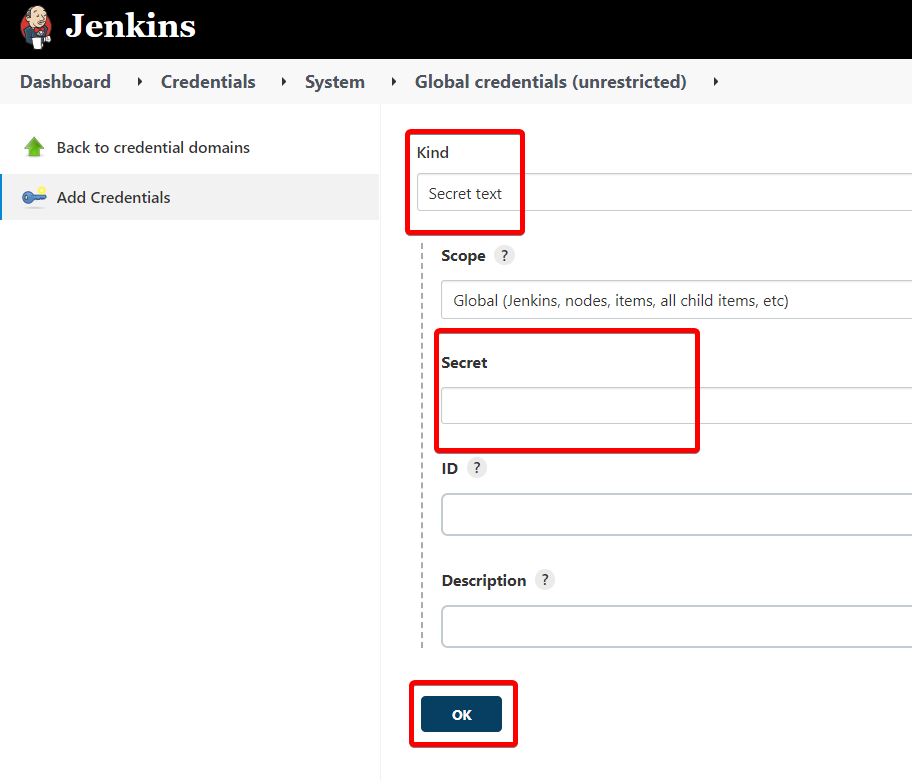 Jenkins
Dashboard Credentials System Global credentials (unrestricted)
Back to credential domains
Add Credentials
Kind
Secret text
Scope ?
Global (Jenkins, nodes, items, all child items, etc)
Secret
ID ?
Description ?
OK